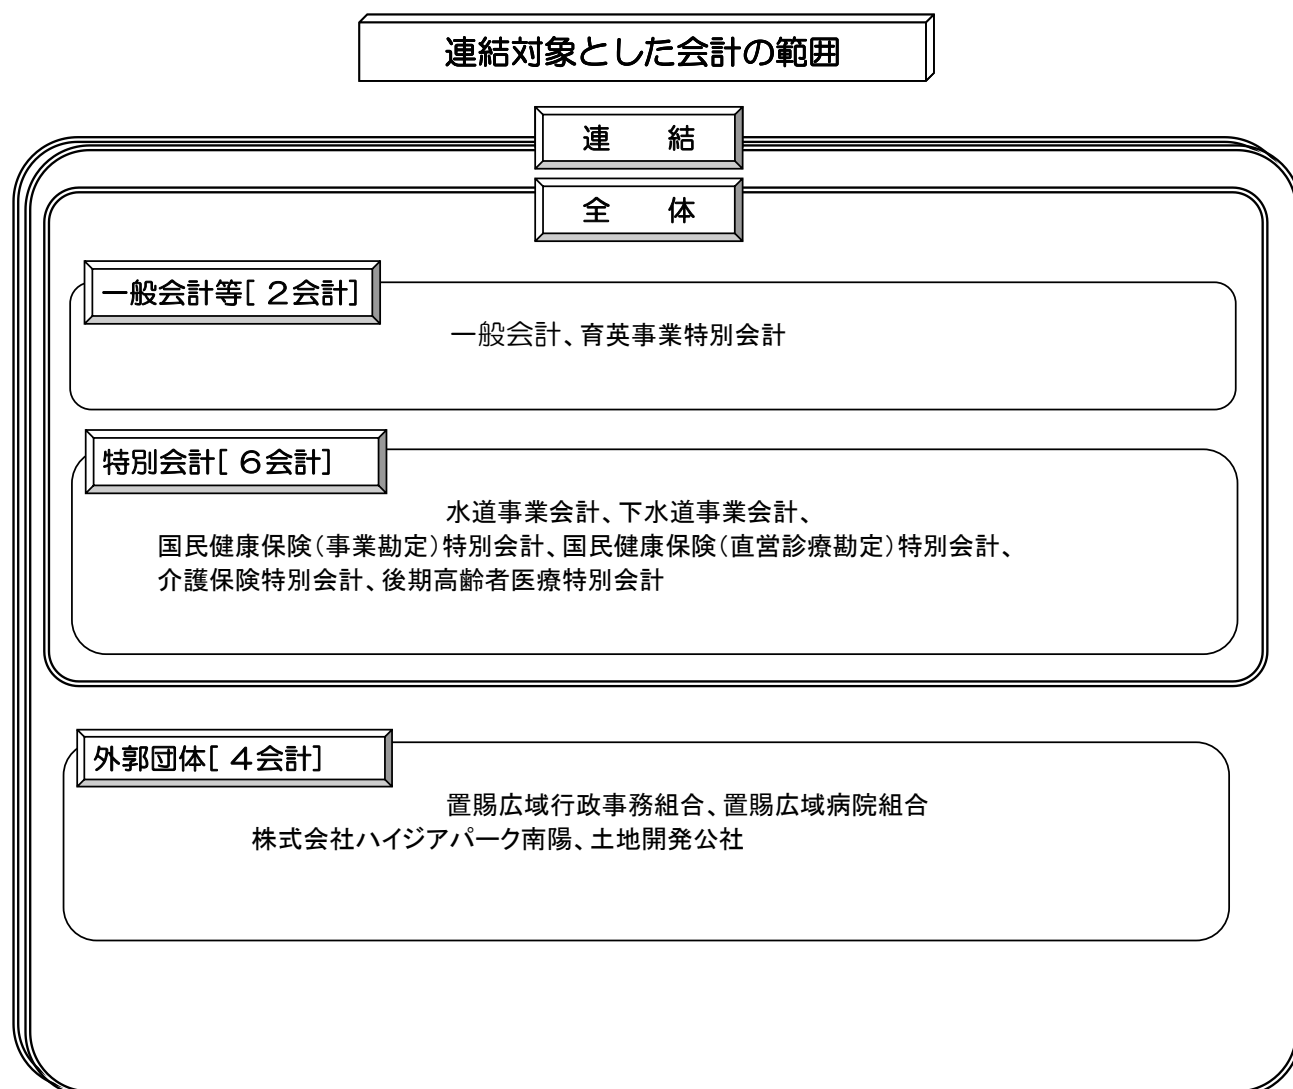 連結対象とした会計の範囲
連　結
全　体
一般会計等[ 2会計]
一般会計、育英事業特別会計
特別会計[ 6会計]
水道事業会計、下水道事業会計、
国民健康保険(事業勘定)特別会計、国民健康保険(直営診療勘定)特別会計、
介護保険特別会計、後期高齢者医療特別会計
外郭団体[ 4会計]
置賜広域行政事務組合、置賜広域病院組合
株式会社ハイジアパーク南陽、土地開発公社